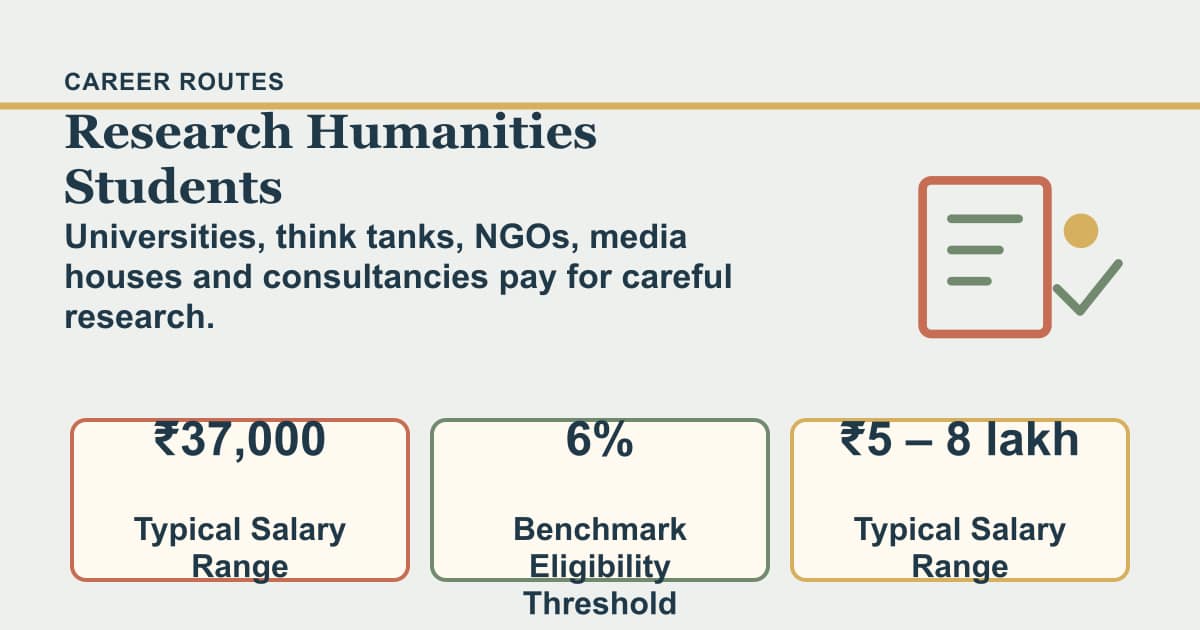 CAREER ROUTES
Research Humanities
Students
Universities, think tanks, NGOs, media
houses and consultancies pay for careful
research.
₹37,000
Typical Salary
Range
6%
Benchmark
Eligibility
Threshold
₹5 – 8 lakh
Typical Salary
Range